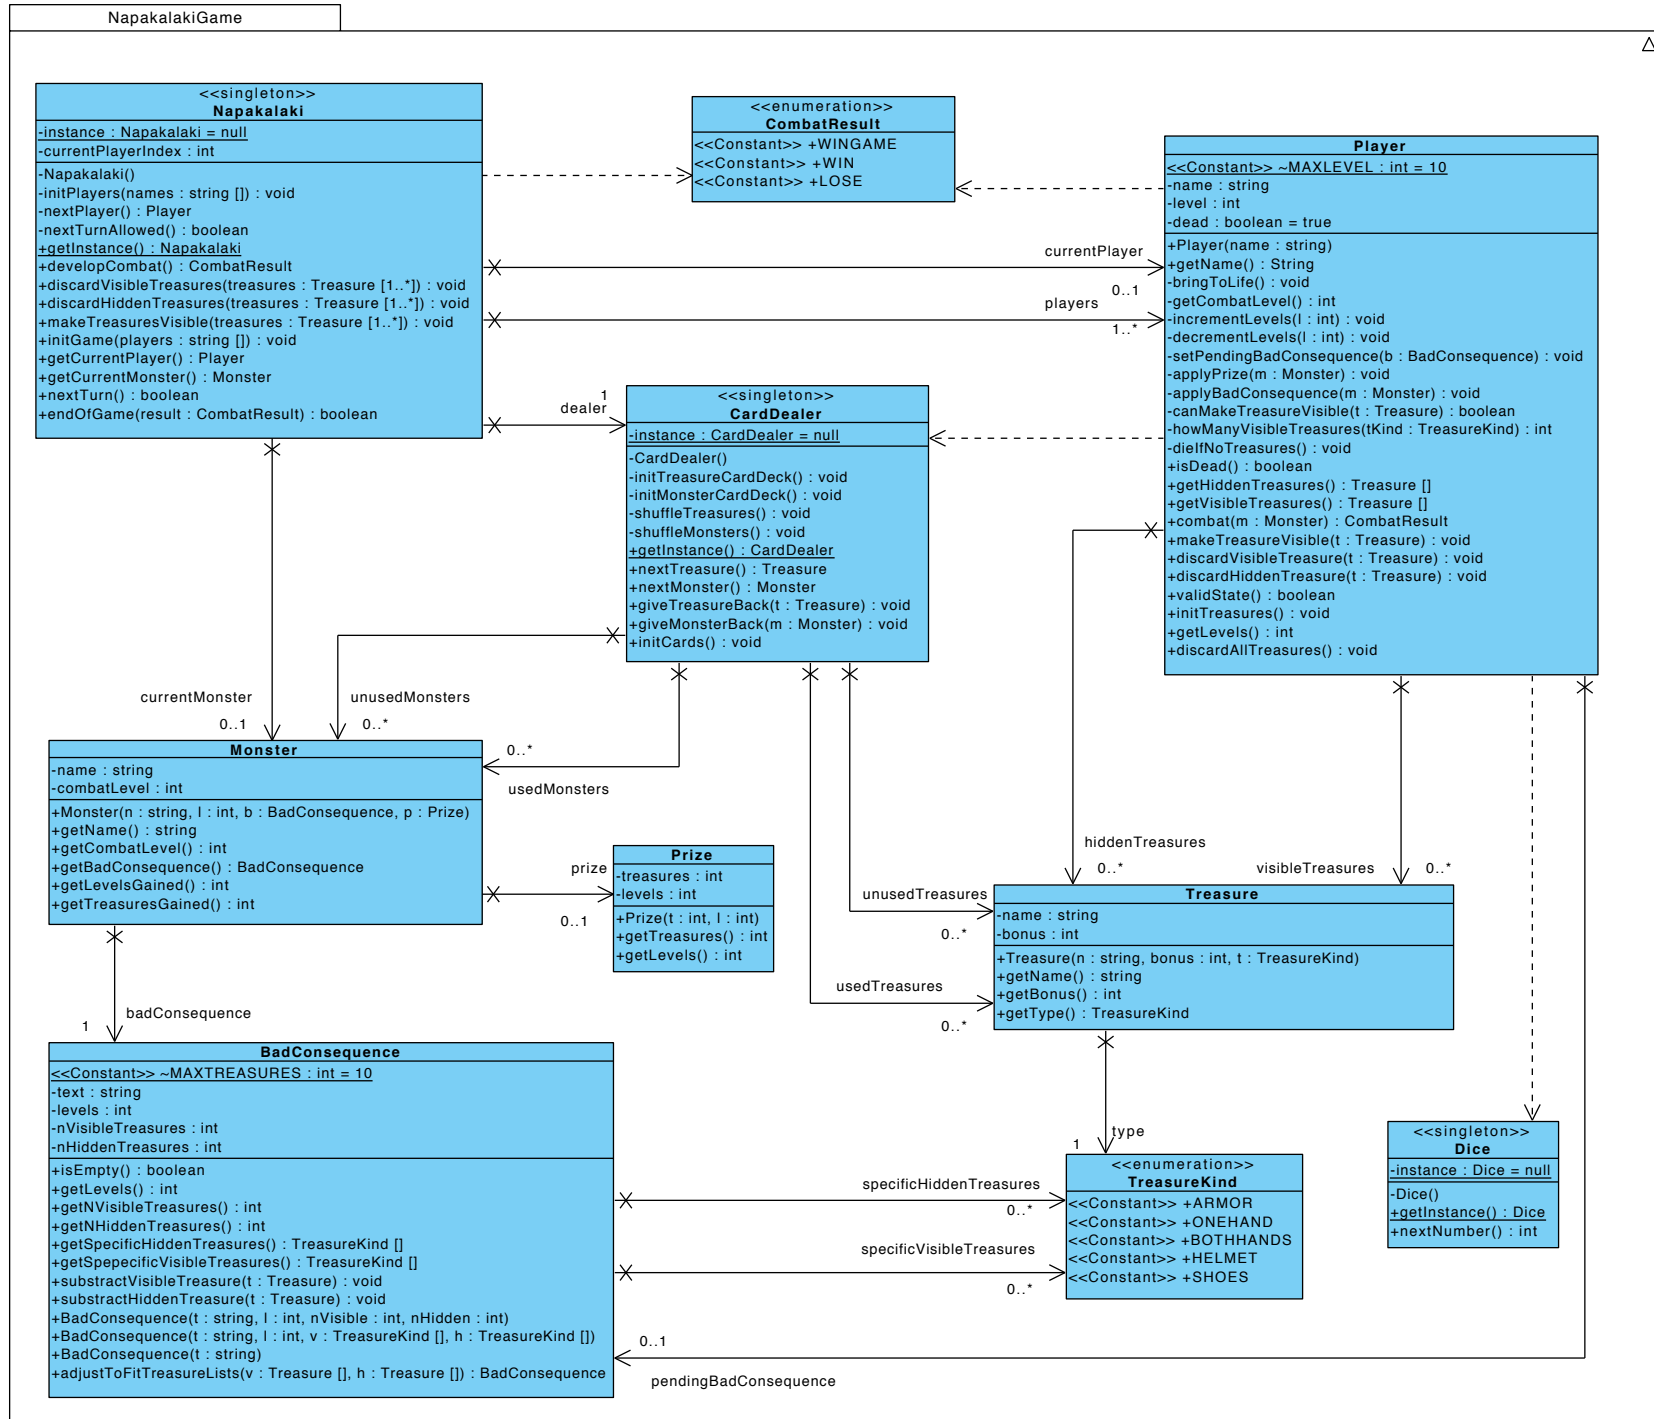 NapakalakiGame
<<singleton>>
Napakalaki
-instance : Napakalaki = null
-currentPlayerIndex : int
-Napakalaki()
-initPlayers(names : string []) : void
-nextPlayer() : Player
-nextTurnAllowed() : boolean
+getInstance() : Napakalaki
+developCombat() : CombatResult
+discardVisibleTreasures(treasures : Treasure [1..*]) : void
+discardHiddenTreasures(treasures : Treasure [1..*]) : void
+makeTreasuresVisible(treasures : Treasure [1..*]) : void
+initGame(players : string []) : void
+getCurrentPlayer() : Player
+getCurrentMonster() : Monster
+nextTurn() : boolean
+endOfGame(result : CombatResult) : boolean
<<enumeration>>
CombatResult
<<Constant>> +WINGAME
<<Constant>> +WIN
<<Constant>> +LOSE
Player
<<Constant>> ~MAXLEVEL : int = 10
-name : string
-level : int
-dead : boolean = true
+Player(name : string)
+getName() : String
-bringToLife() : void
-getCombatLevel() : int
-incrementLevels(l : int) : void
-decrementLevels(l : int) : void
-setPendingBadConsequence(b : BadConsequence) : void
-applyPrize(m : Monster) : void
-applyBadConsequence(m : Monster) : void
-canMakeTreasureVisible(t : Treasure) : boolean
-howManyVisibleTreasures(tKind : TreasureKind) : int
-dieIfNoTreasures() : void
+isDead() : boolean
+getHiddenTreasures() : Treasure []
+getVisibleTreasures() : Treasure []
+combat(m : Monster) : CombatResult
+makeTreasureVisible(t : Treasure) : void
+discardVisibleTreasure(t : Treasure) : void
+discardHiddenTreasure(t : Treasure) : void
+validState() : boolean
+initTreasures() : void
+getLevels() : int
+discardAllTreasures() : void
currentPlayer
0..1
players
1..*
1
dealer
<<singleton>>
CardDealer
-instance : CardDealer = null
-CardDealer()
-initTreasureCardDeck() : void
-initMonsterCardDeck() : void
-shuffleTreasures() : void
-shuffleMonsters() : void
+getInstance() : CardDealer
+nextTreasure() : Treasure
+nextMonster() : Monster
+giveTreasureBack(t : Treasure) : void
+giveMonsterBack(m : Monster) : void
+initCards() : void
currentMonster
0..1
unusedMonsters
0..*
0..*
usedMonsters
Monster
-name : string
-combatLevel : int
+Monster(n : string, l : int, b : BadConsequence, p : Prize)
+getName() : string
+getCombatLevel() : int
+getBadConsequence() : BadConsequence
+getLevelsGained() : int
+getTreasuresGained() : int
prize
0..1
Prize
-treasures : int
-levels : int
+Prize(t : int, l : int)
+getTreasures() : int
+getLevels() : int
hiddenTreasures
0..*
visibleTreasures
0..*
unusedTreasures
0..*
usedTreasures
0..*
Treasure
-name : string
-bonus : int
+Treasure(n : string, bonus : int, t : TreasureKind)
+getName() : string
+getBonus() : int
+getType() : TreasureKind
badConsequence
1
BadConsequence
<<Constant>> ~MAXTREASURES : int = 10
-text : string
-levels : int
-nVisibleTreasures : int
-nHiddenTreasures : int
+isEmpty() : boolean
+getLevels() : int
+getNVisibleTreasures() : int
+getNHiddenTreasures() : int
+getSpecificHiddenTreasures() : TreasureKind []
+getSpepecificVisibleTreasures() : TreasureKind []
+substractVisibleTreasure(t : Treasure) : void
+substractHiddenTreasure(t : Treasure) : void
+BadConsequence(t : string, l : int, nVisible : int, nHidden : int)
+BadConsequence(t : string, l : int, v : TreasureKind [], h : TreasureKind [])
+BadConsequence(t : string)
+adjustToFitTreasureLists(v : Treasure [], h : Treasure []) : BadConsequence
type
1
specificHiddenTreasures
0..*
specificVisibleTreasures
0..*
<<enumeration>>
TreasureKind
<<Constant>> +ARMOR
<<Constant>> +ONEHAND
<<Constant>> +BOTHHANDS
<<Constant>> +HELMET
<<Constant>> +SHOES
<<singleton>>
Dice
-instance : Dice = null
-Dice()
+getInstance() : Dice
+nextNumber() : int
0..1
pendingBadConsequence